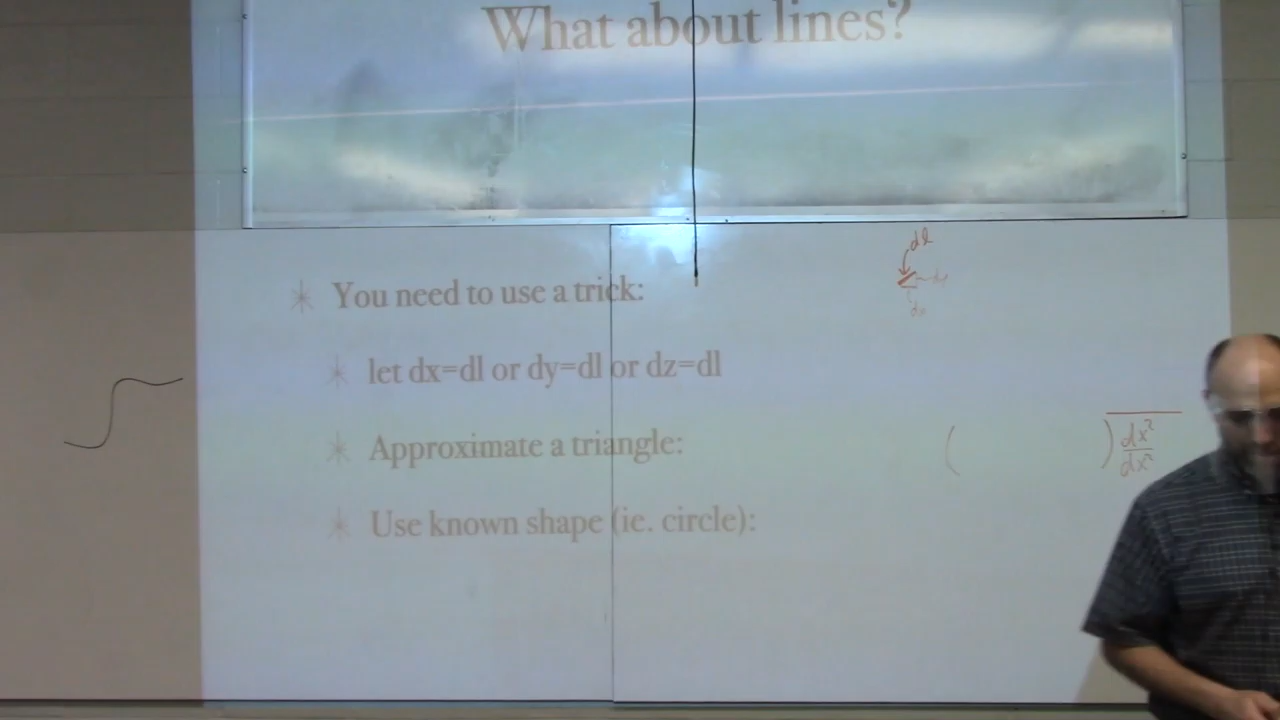 What about lines?
You need to use a trick:
let dx=dl or dy=dl or dz=dl
Approximate a triangle:
Use known shape (ie. circle):
dl
( ) dx²
dx²